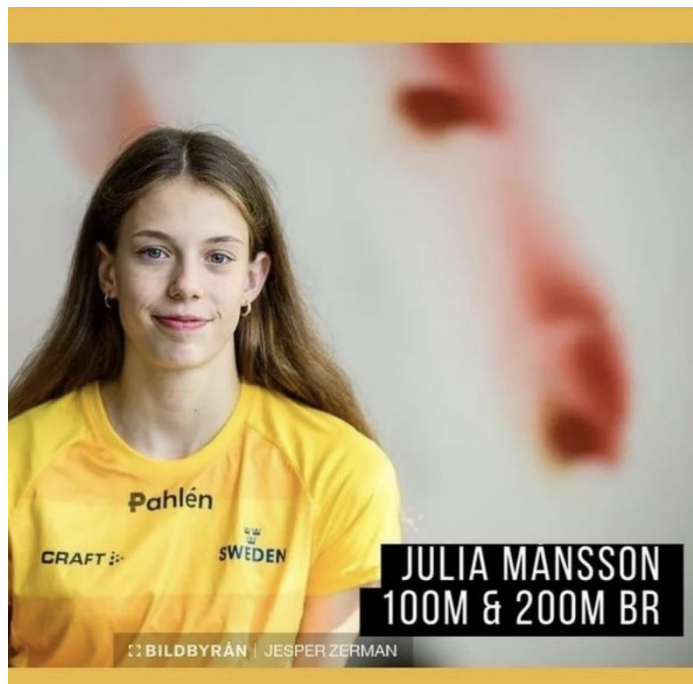 Pahlén
CRAFT
SWEDEN
JULIA MÅNSSON
100M & 200M BR
BILDBYRÅN | JESPER ZERMAN